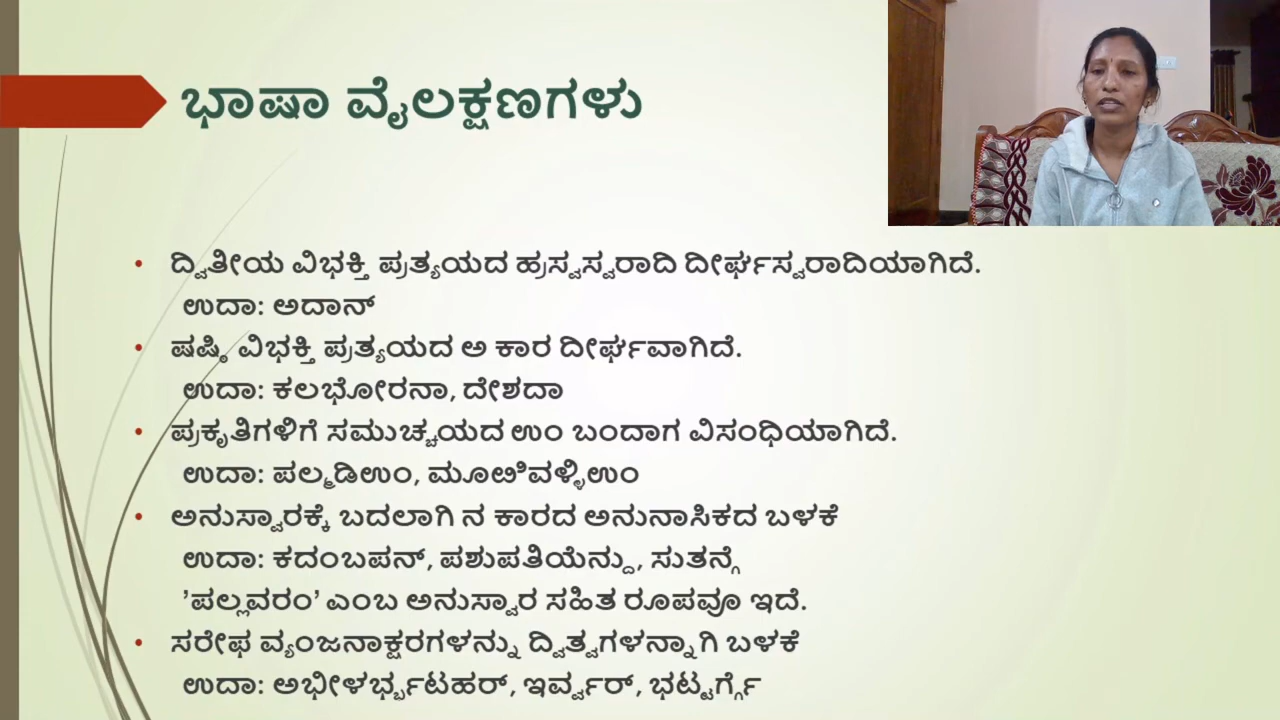 ಭಾಷಾ ವೈಲಕ್ಷಣಗಳು
• ದ್ವಿತೀಯ ವಿಭಕ್ತಿ ಪ್ರತ್ಯಯದ ಹ್ರಸ್ವಸ್ವರಾದಿ ದೀರ್ಘಸ್ವರಾದಿಯಾಗಿದೆ.
ಉದಾ: ಅದಾನ್
• ಷಷ್ಠಿ ವಿಭಕ್ತಿ ಪ್ರತ್ಯಯದ ಅ ಕಾರ ದೀರ್ಘವಾಗಿದೆ.
ಉದಾ: ಕಲಭೋರನಾ, ದೇಶದಾ
• ಪ್ರಕೃತಿಗಳಿಗೆ ಸಮುಚ್ಚಯದ ಉಂ ಬಂದಾಗ ವಿಸಂಧಿಯಾಗಿದೆ.
ಉದಾ: ಪಲ್ಮಡಿಉಂ, ಮೂೞಿವಳ್ಳಿಉಂ
• ಅನುಸ್ವಾರಕ್ಕೆ ಬದಲಾಗಿ ನ ಕಾರದ ಅನುನಾಸಿಕದ ಬಳಕೆ
ಉದಾ: ಕದಂಬಪನ್, ಪಶುಪತಿಯೆನ್ದು, ಸುತನ್ಗೆ
'ಪಲ್ಲವರಂ' ಎಂಬ ಅನುಸ್ವಾರ ಸಹಿತ ರೂಪವೂ ಇದೆ.
• ಸರೇಫ ವ್ಯಂಜನಾಕ್ಷರಗಳನ್ನು ದ್ವಿತ್ವಗಳನ್ನಾಗಿ ಬಳಕೆ
ಉದಾ: ಅಭೀಳರ್ಭ್ಭಟಹರ್, ಇರ್ವ್ವರ್, ಭಟ್ಟರ್ಗ್ಗೆ